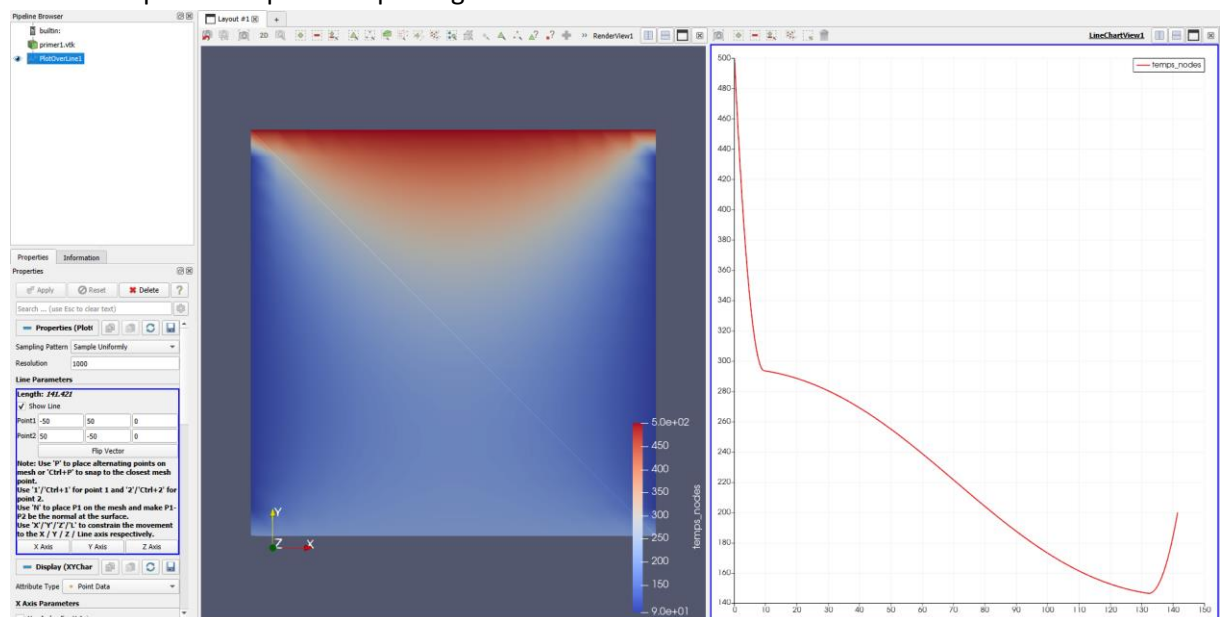 Pipeline Browser
builtin:
primer1.vtk
PlotOverLine1
Properties Information
Properties
Apply Reset Delete ?
Search ... (use Esc to clear text)
Properties (Plot
Sampling Pattern Sample Uniformly
Resolution 1000
Line Parameters
Length: 141.421
Show Line
Point1 -50 50 0
Point2 50 -50 0
Flip Vector
Note: Use 'P' to
place alternating points on
mesh or 'Ctrl+P'
to snap to the closest mesh
point.
Use '1'/'Ctrl+1' for point 1 and '2'/'Ctrl+2' for
point 2.
Use 'N' to place P1 on the mesh and make P1-
P2 be the normal at the surface.
Use 'X'/'Y'/'Z'/'L' to constrain the movement
to the X / Y / Z / Line axis respectively.
X Axis Y Axis Z Axis
Display (XYChar
Attribute Type Point Data
X Axis Parameters
Layout #1 +
2D
RenderView1
Y
Z
X
5.0e+02
450
400
350
300
250
200
150
9.0e+01
temps_nodes
LineChartView1
temps_nodes
500
480
460
440
420
400
380
360
340
320
300
280
260
240
220
200
180
160
140
0 10 20 30 40 50 60 70 80 90 100 110 120 130 140 150